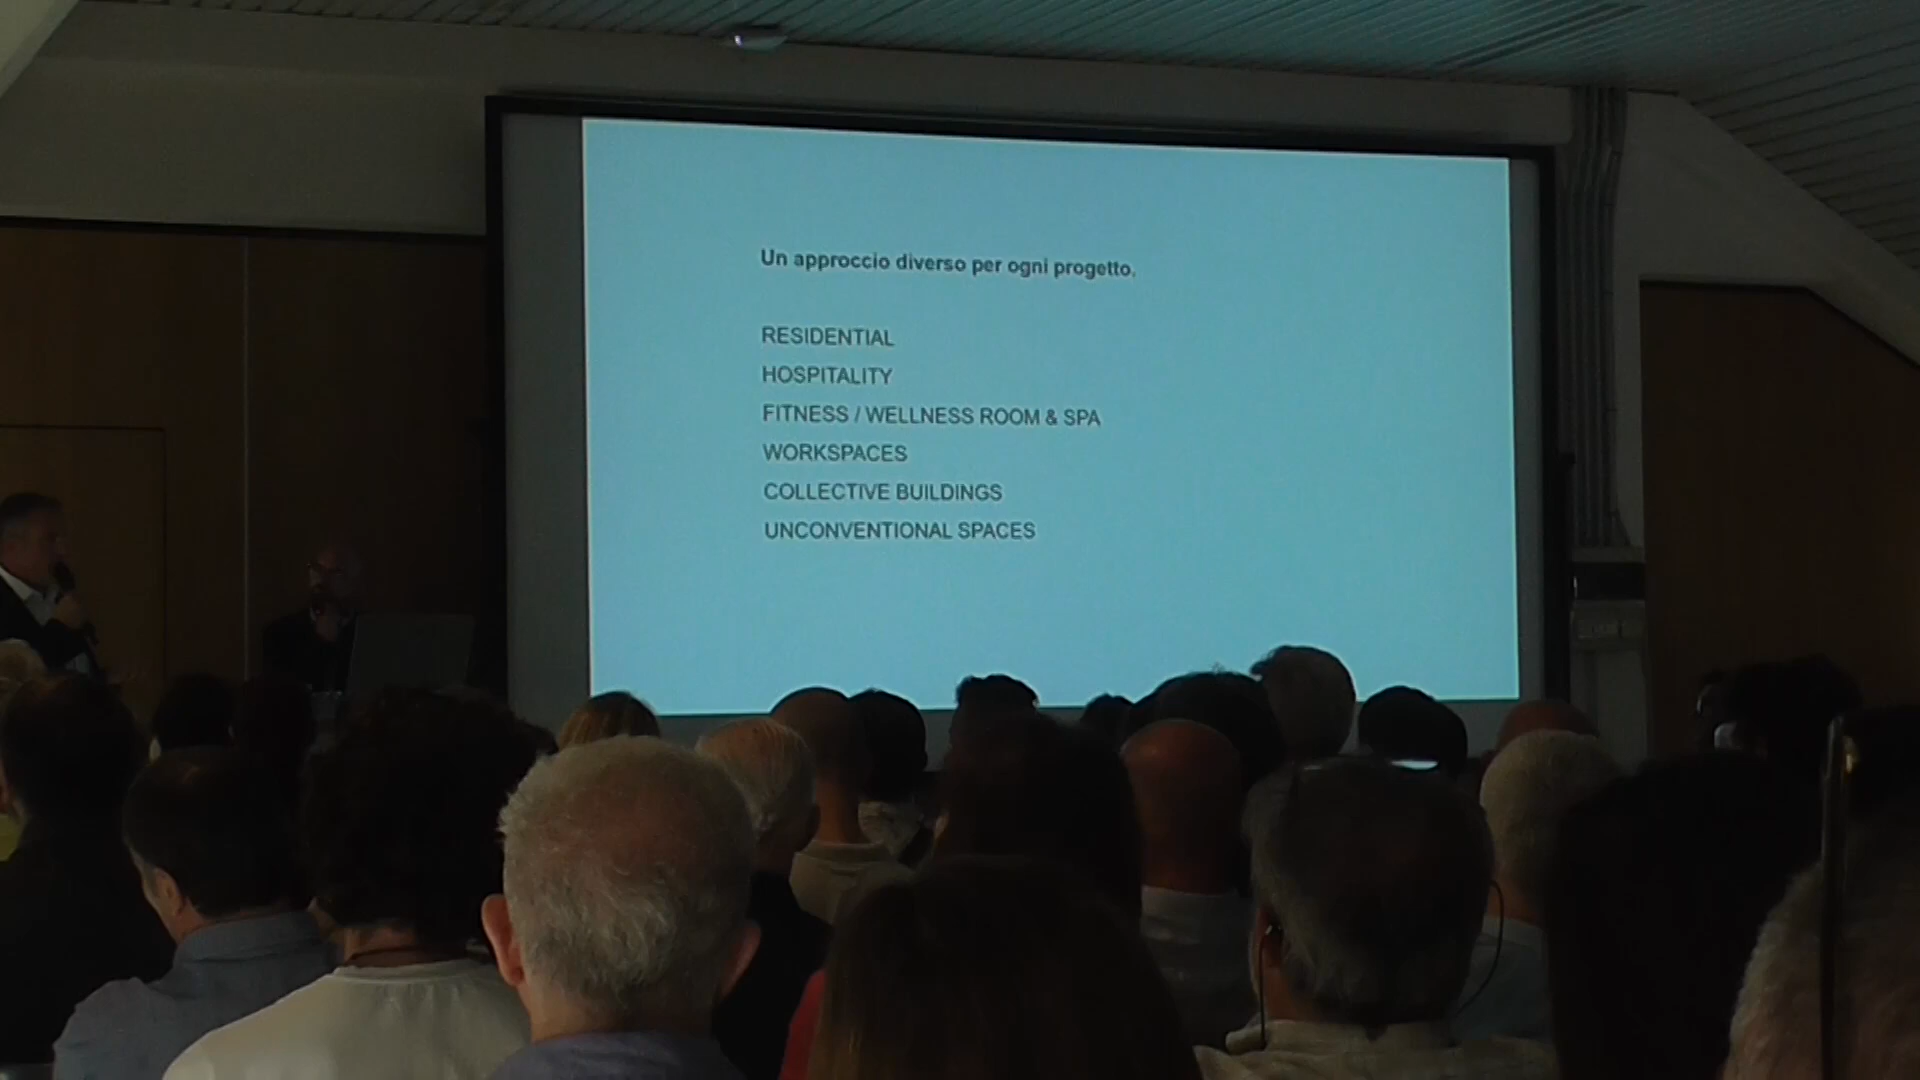 Un approccio diverso per ogni progetto.
RESIDENTIAL
HOSPITALITY
FITNESS / WELLNESS ROOM & SPA
WORKSPACES
COLLECTIVE BUILDINGS
UNCONVENTIONAL SPACES